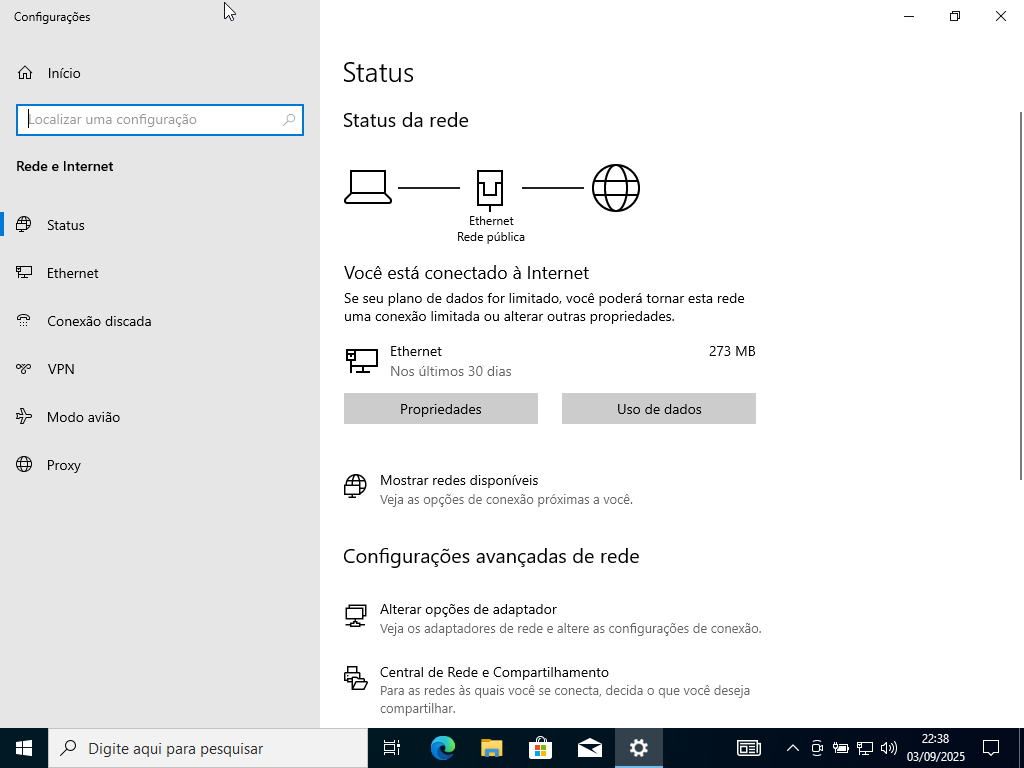 Configurações
Início
Localizar uma configuração
Rede e Internet
Status
Ethernet
Conexão discada
VPN
Modo avião
Proxy
Status
Status da rede
Ethernet
Rede pública
Você está conectado à Internet
Se seu plano de dados for limitado, você poderá tornar esta rede
uma conexão limitada ou alterar outras propriedades.
Ethernet
273 MB
Nos últimos 30 dias
Propriedades
Uso de dados
Mostrar redes disponíveis
Veja as opções de conexão próximas a você.
Configurações avançadas de rede
Alterar opções de adaptador
Veja os adaptadores de rede e altere as configurações de conexão.
Central de Rede e Compartilhamento
Para as redes às quais você se conecta, decida o que você deseja
compartilhar.
Digite aqui para pesquisar
22:38
03/09/2025